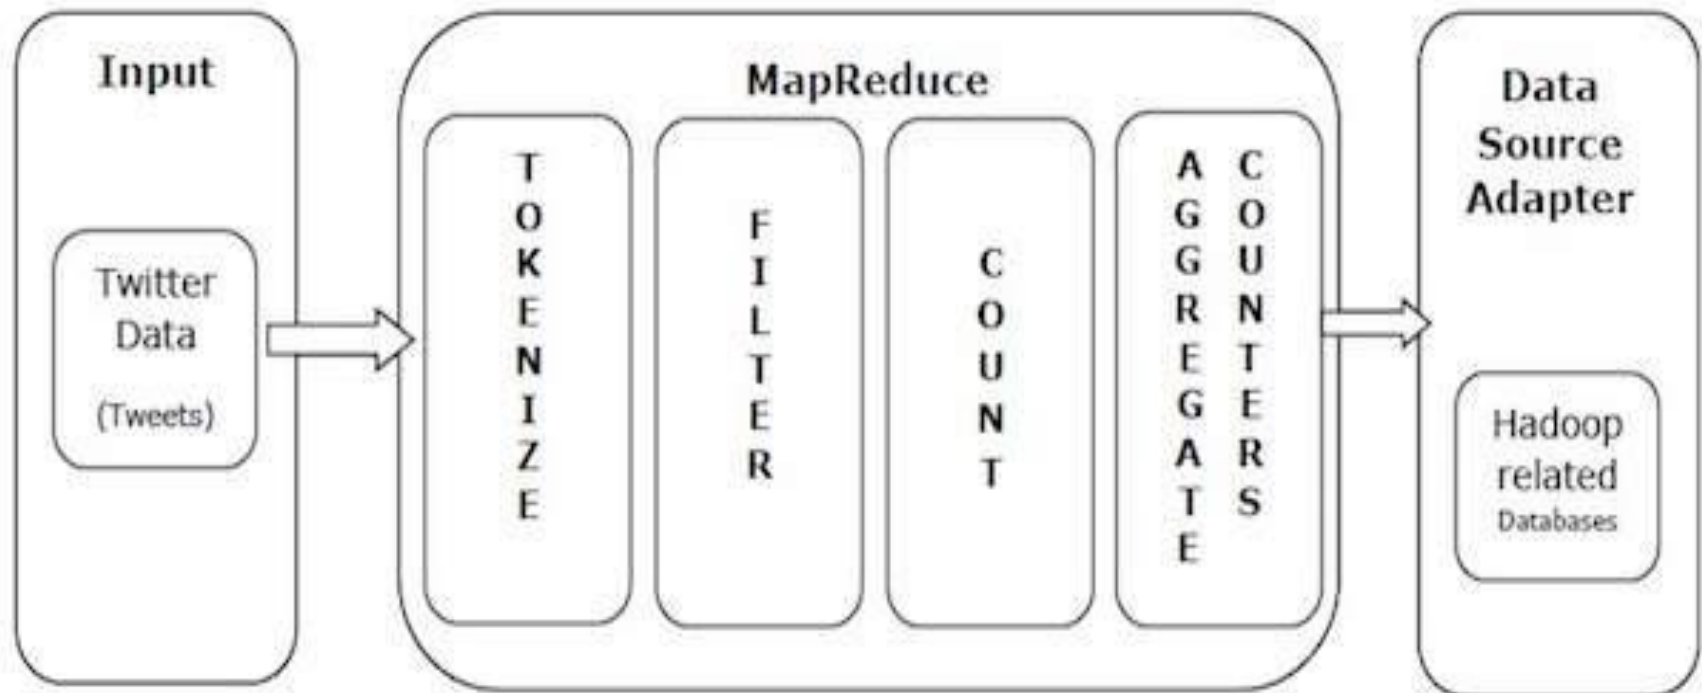 Input
Twitter
Data
(Tweets)
MapReduce
TOKENIZE
FILTER
COUNT
AGGREGATE
COUNTERS
Data
Source
Adapter
Hadoop
related
Databases